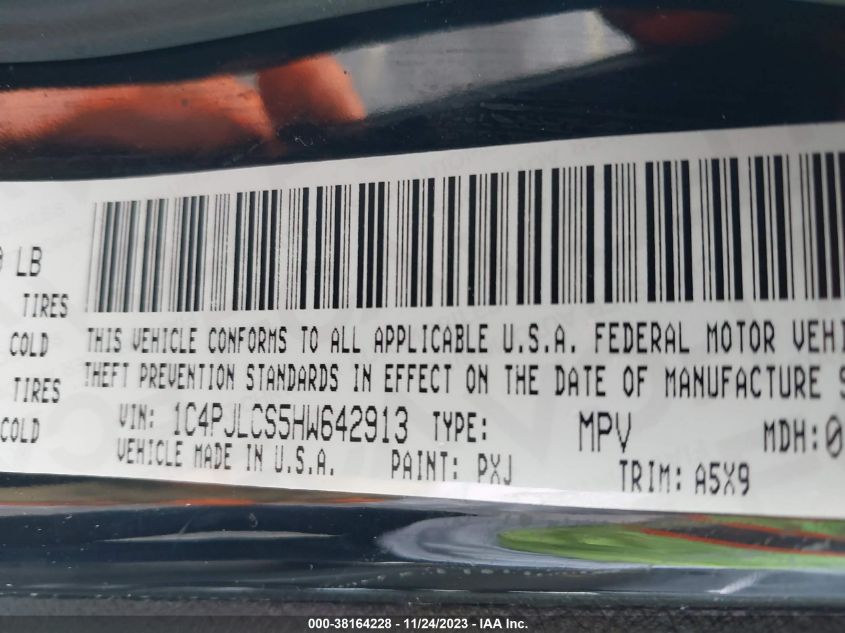 LB
TIRES
COLD
TIRES
COLD
THIS VEHICLE CONFORMS TO ALL APPLICABLE U.S.A. FEDERAL MOTOR VEHI
THEFT PREVENTION STANDARDS IN EFFECT ON THE DATE OF MANUFACTURE S
VIN: 1C4PJLCS5HW642913 TYPE: MPV MDH:0
VEHICLE MADE IN U.S.A. PAINT: PXJ TRIM: A5X9
000-38164228 - 11/24/2023 - IAA Inc.